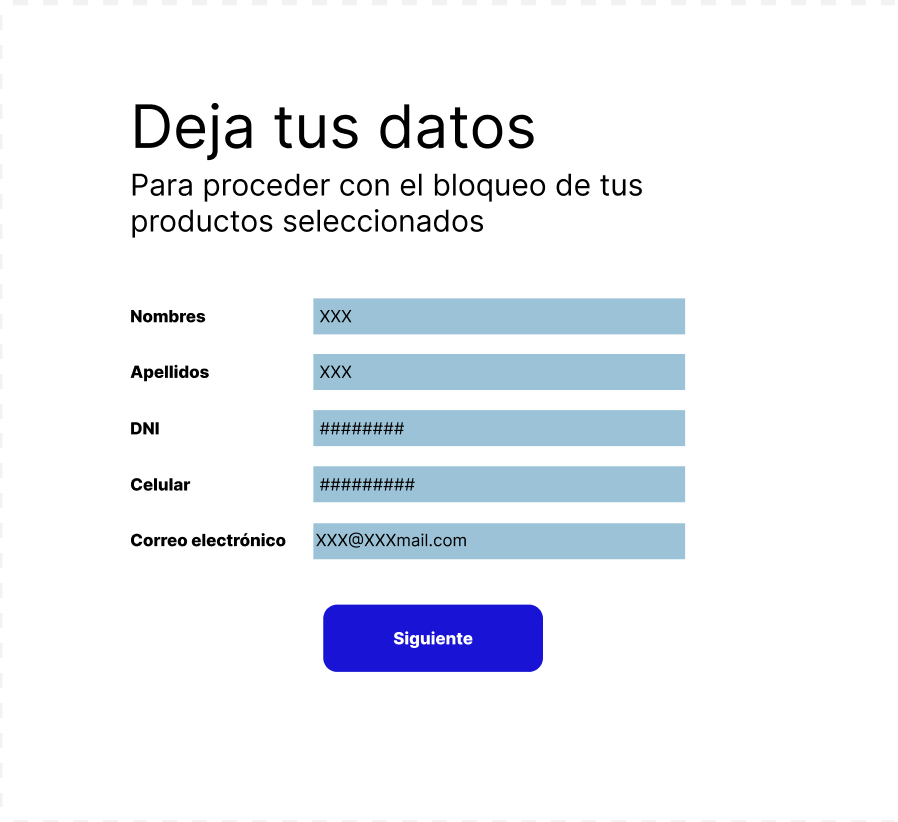 Deja tus datos
Para proceder con el bloqueo de tus
productos seleccionados
Nombres XXX
Apellidos XXX
DNI ########
Celular #########
Correo electrónico XXX@XXXmail.com
Siguiente